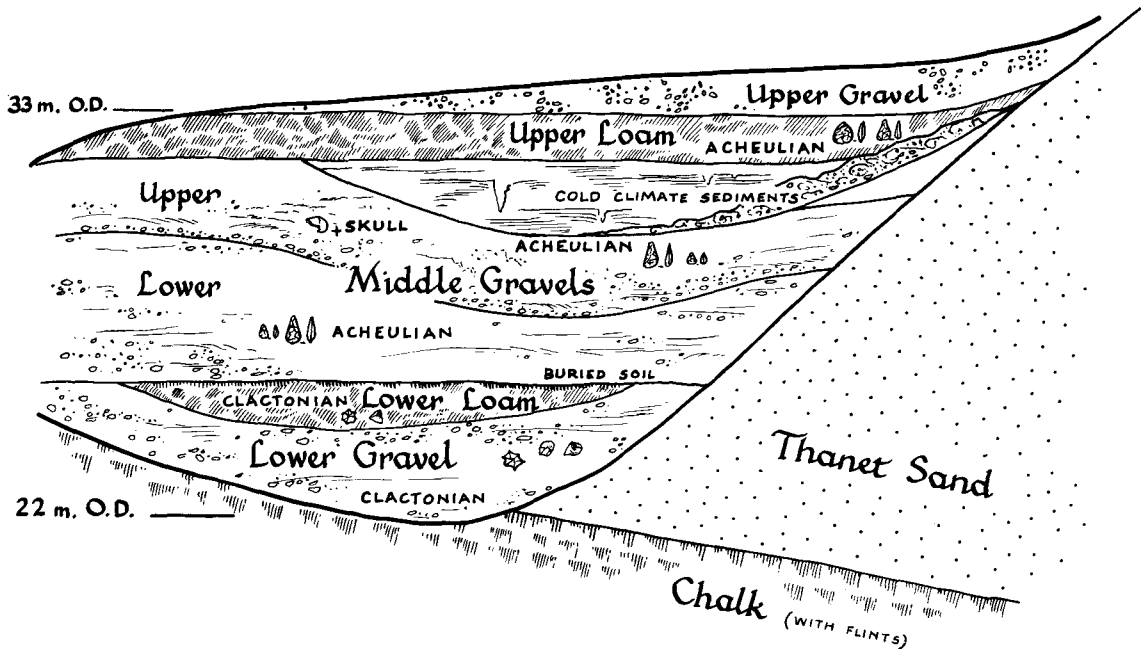 Upper Gravel
33 m. O.D.
Upper Loam
ACHEULIAN
COLD CLIMATE SEDIMENTS
Upper
SKULL
ACHEULIAN
Middle Gravels
Lower
ACHEULIAN
BURIED SOIL
CLACTONIAN Lower Loam
Lower Gravel
Thanet Sand
CLACTONIAN
22 m. O.D.
Chalk (WITH FLINTS)